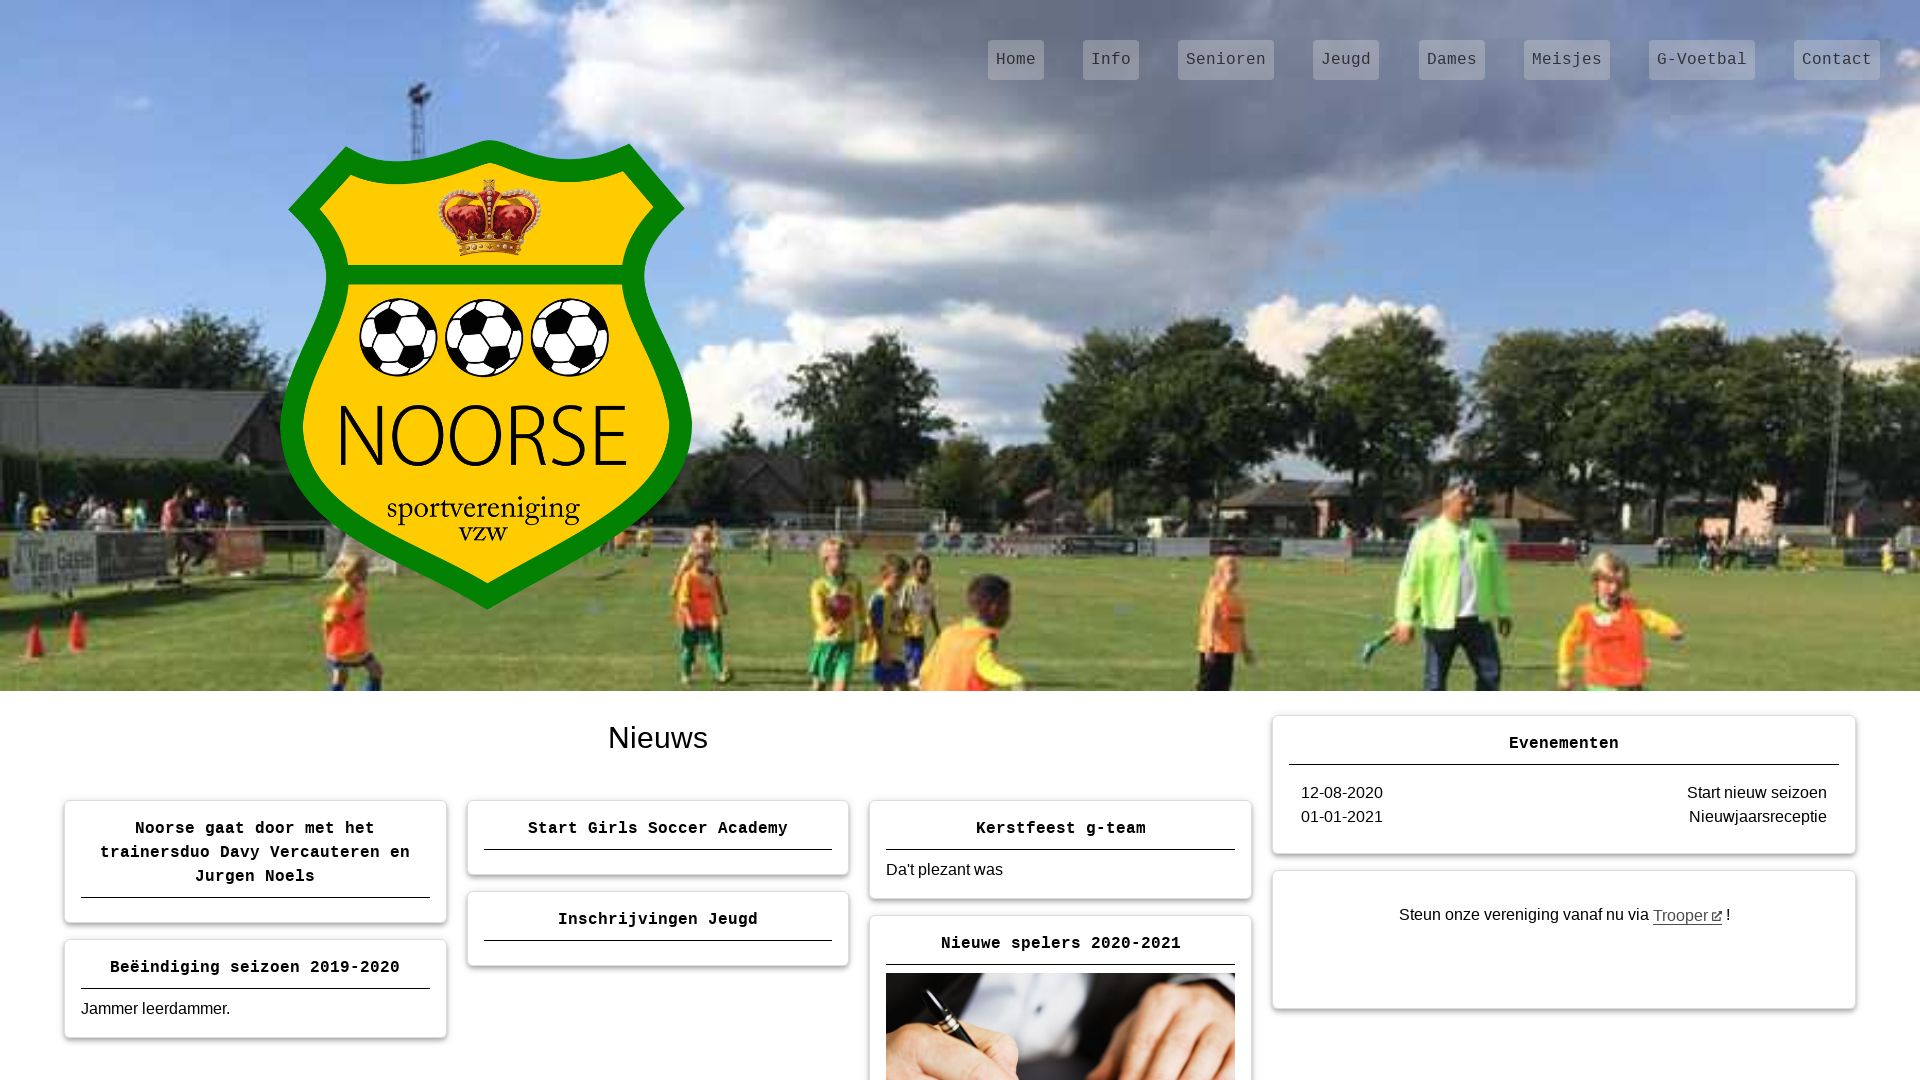 Home Info Senioren Jeugd Dames Meisjes G-Voetbal Contact
NOORSE
sportvereniging
vzw
Nieuws
Noorse gaat door met het
trainersduo Davy Vercauteren en
Jurgen Noels
Beëindiging seizoen 2019-2020
Jammer leerdammer.
Start Girls Soccer Academy
Inschrijvingen Jeugd
Kerstfeest g-team
Da't plezant was
Nieuwe spelers 2020-2021
Evenementen
12-08-2020 Start nieuw seizoen
01-01-2021 Nieuwjaarsreceptie
Steun onze vereniging vanaf nu via Trooper !